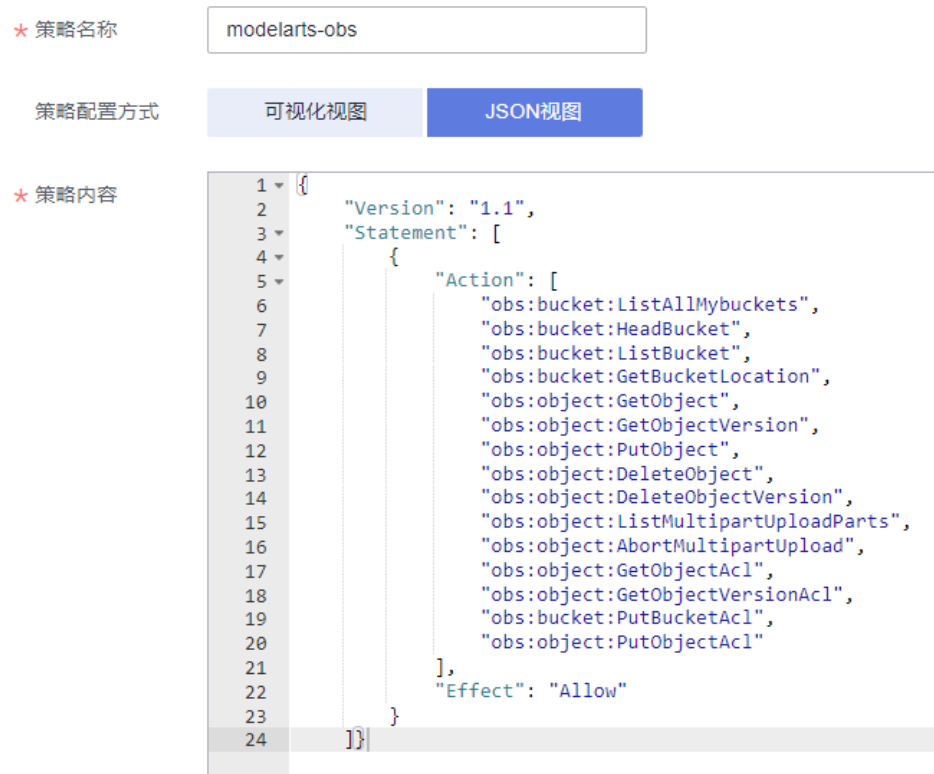 * 策略名称 modelarts-obs
策略配置方式 可视化视图 JSON视图
* 策略内容
1 {
2 "Version": "1.1",
3 "Statement": [
4 {
5 "Action": [
6 "obs:bucket:ListAllMybuckets",
7 "obs:bucket:HeadBucket",
8 "obs:bucket:ListBucket",
9 "obs:bucket:GetBucketLocation",
10 "obs:object:GetObject",
11 "obs:object:GetObjectVersion",
12 "obs:object:PutObject",
13 "obs:object:DeleteObject",
14 "obs:object:DeleteObjectVersion",
15 "obs:object:ListMultipartUploadParts",
16 "obs:object:AbortMultipartUpload",
17 "obs:object:GetObjectAcl",
18 "obs:object:GetObjectVersionAcl",
19 "obs:bucket:PutBucketAcl",
20 "obs:object:PutObjectAcl"
21 ],
22 "Effect": "Allow"
23 }
24 ]}